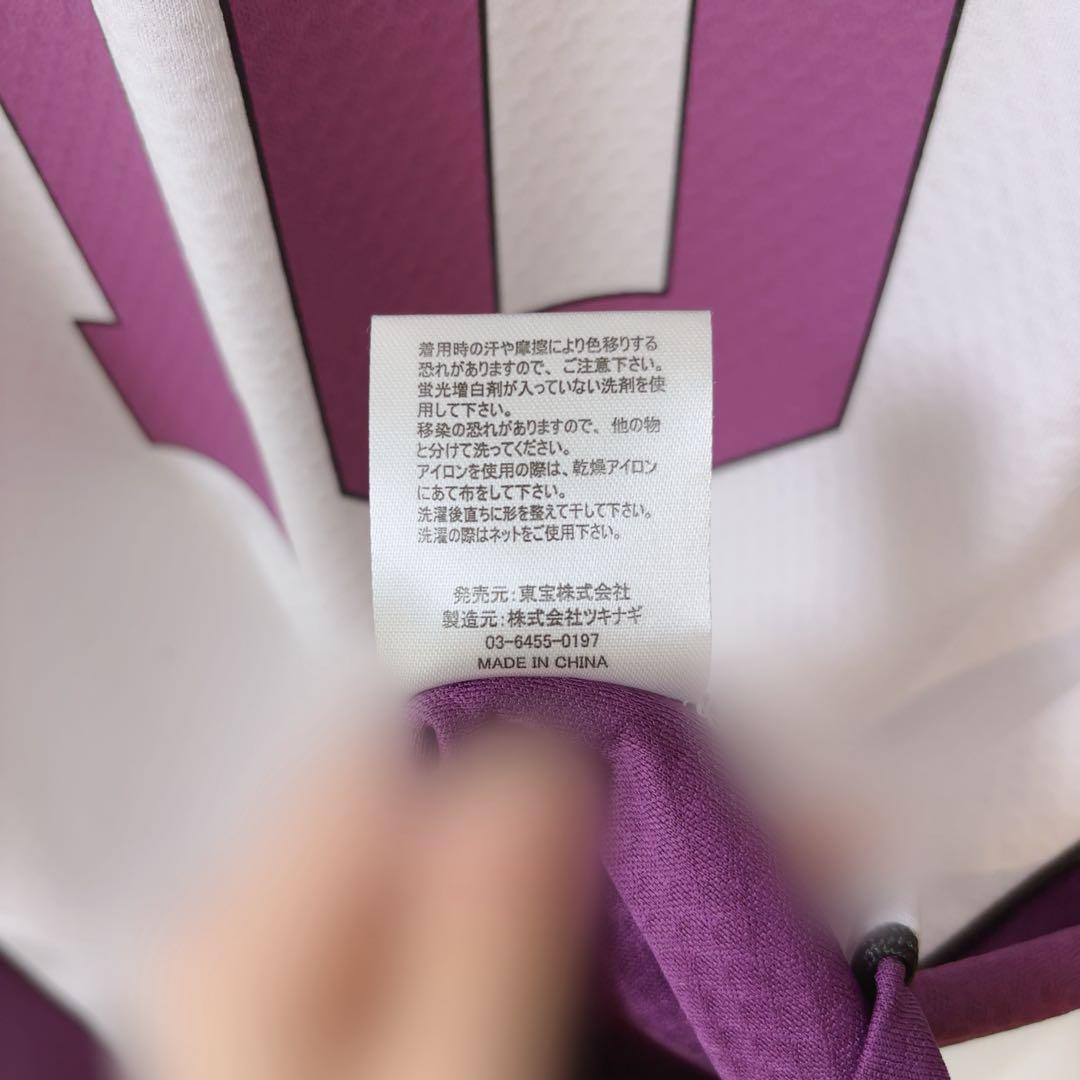 着用時の汗や摩擦により色移りする
恐れがありますので、ご注意下さい。
蛍光増白剤が入っていない洗剤を使
用して下さい。
移染の恐れがありますので、他の物
と分けて洗ってください。
アイロンを使用の際は、乾燥アイロン
にあて布をして下さい。
洗濯後直ちに形を整えて干して下さい。
洗濯の際はネットをご使用下さい。
発売元:東宝株式会社
製造元:株式会社ツキナギ
03-6455-0197
MADE IN CHINA